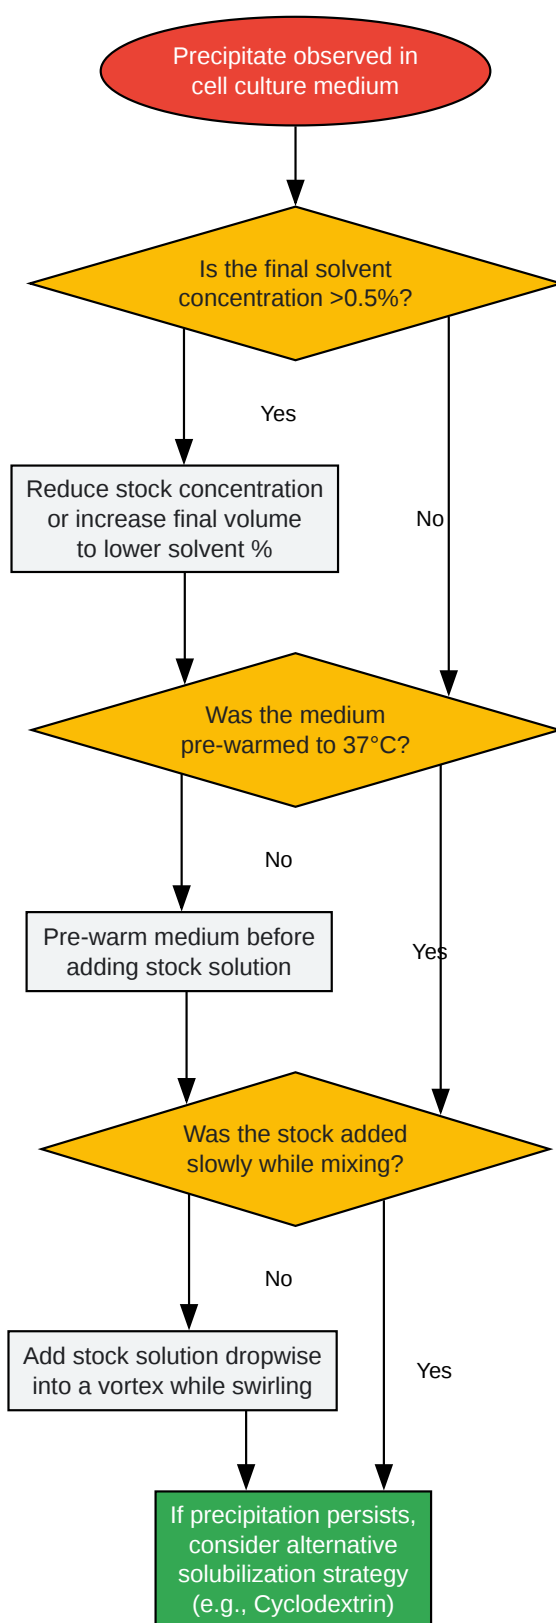 Precipitate observed in
cell culture medium
Is the final solvent
concentration >0.5%?
Yes
Reduce stock concentration
or increase final volume
to lower solvent %
No
Was the medium
pre-warmed to 37°C?
No
Pre-warm medium before
adding stock solution
Yes
Was the stock added
slowly while mixing?
No
Add stock solution dropwise
into a vortex while swirling
Yes
If precipitation persists,
consider alternative
solubilization strategy
(e.g., Cyclodextrin)